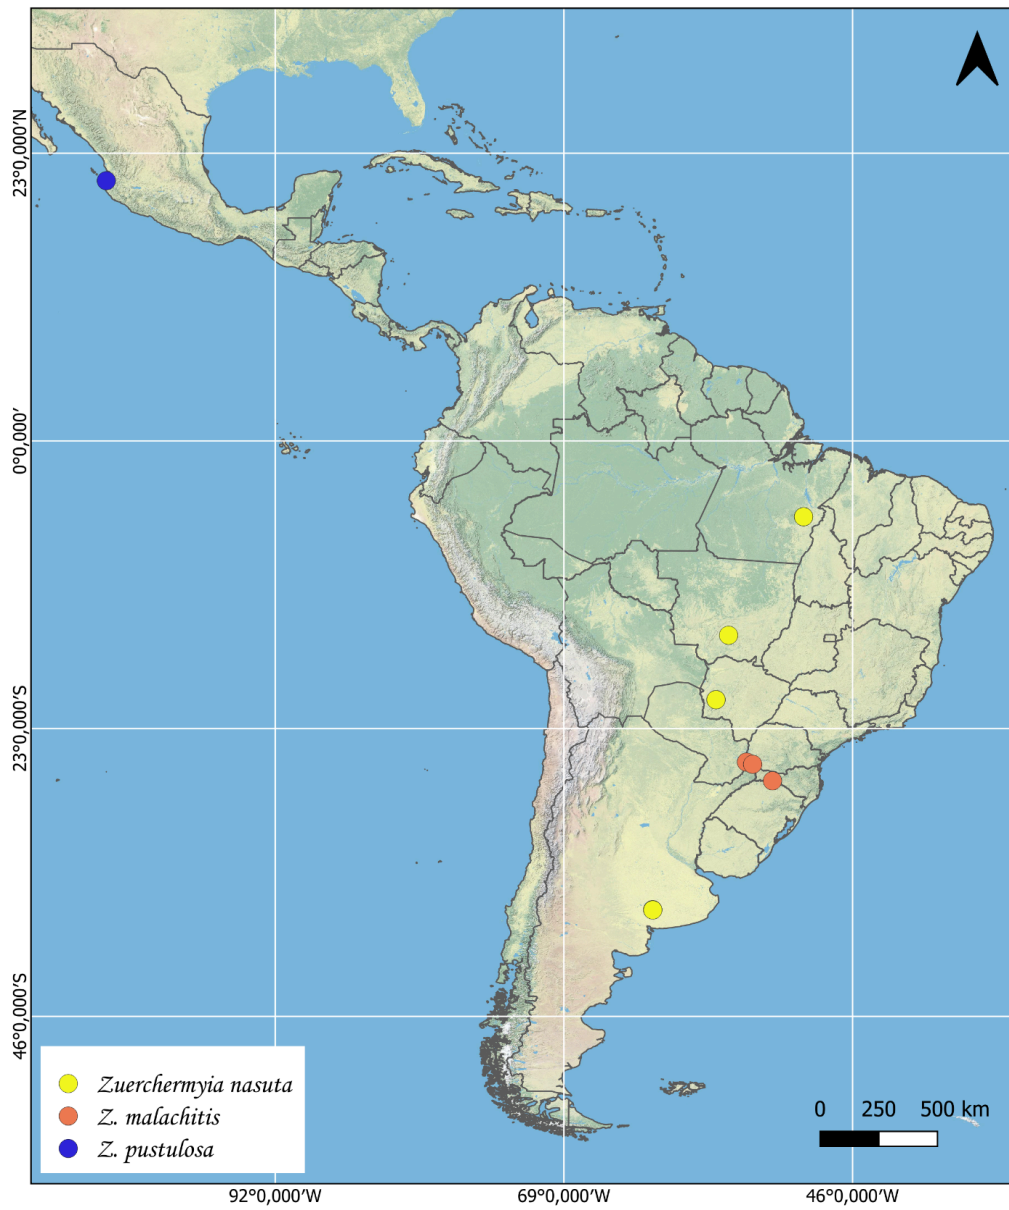 23°0,000′N
0°0,000′
23°0,000′S
46°0,000′S
Zuerchermyia nasuta
Z. malachitis
Z. pustulosa
0 250 500 km
92°0,000′W 69°0,000′W 46°0,000′W